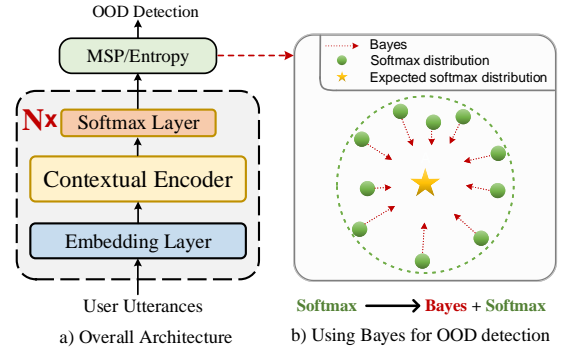 OOD Detection
MSP/Entropy
Nx
Softmax Layer
Contextual Encoder
Embedding Layer
User Utterances
a) Overall Architecture
Bayes
Softmax distribution
Expected softmax distribution
Softmax Bayes + Softmax
b) Using Bayes for OOD detection